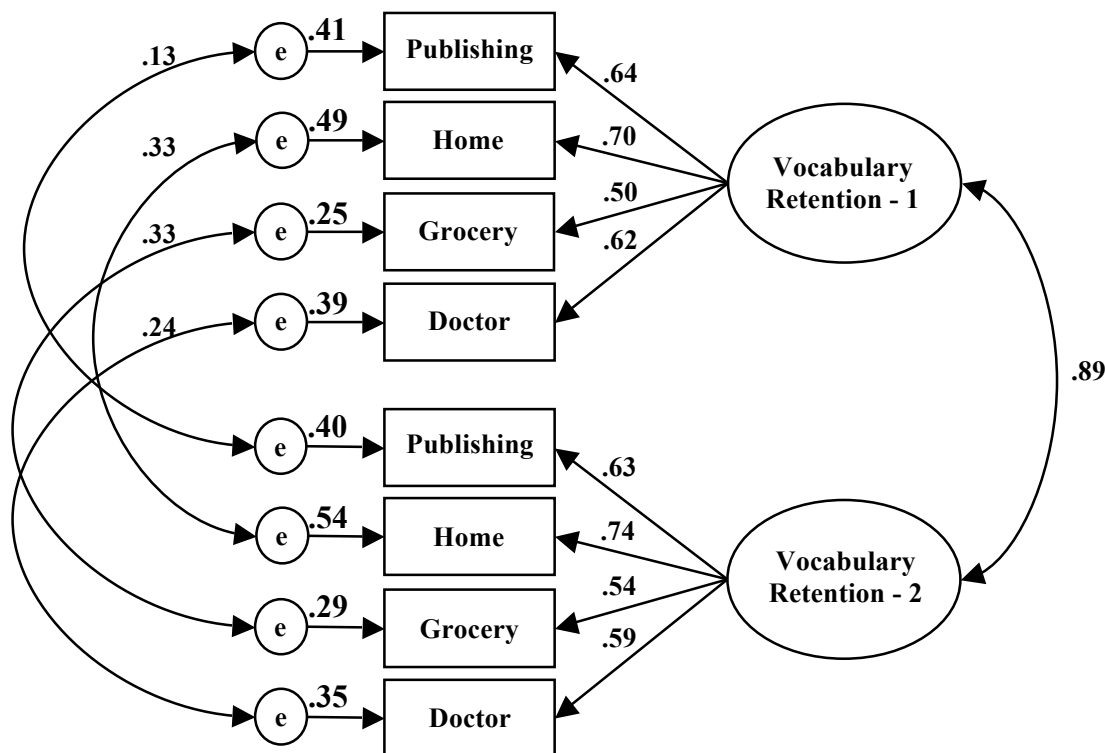 .13
e
.41
Publishing
.64
.33
e
.49
Home
.70
Vocabulary
Retention - 1
.33
e
.25
Grocery
.50
.24
e
.39
Doctor
.62
.89
e
.40
Publishing
.63
e
.54
Home
.74
Vocabulary
Retention - 2
e
.29
Grocery
.54
e
.35
Doctor
.59